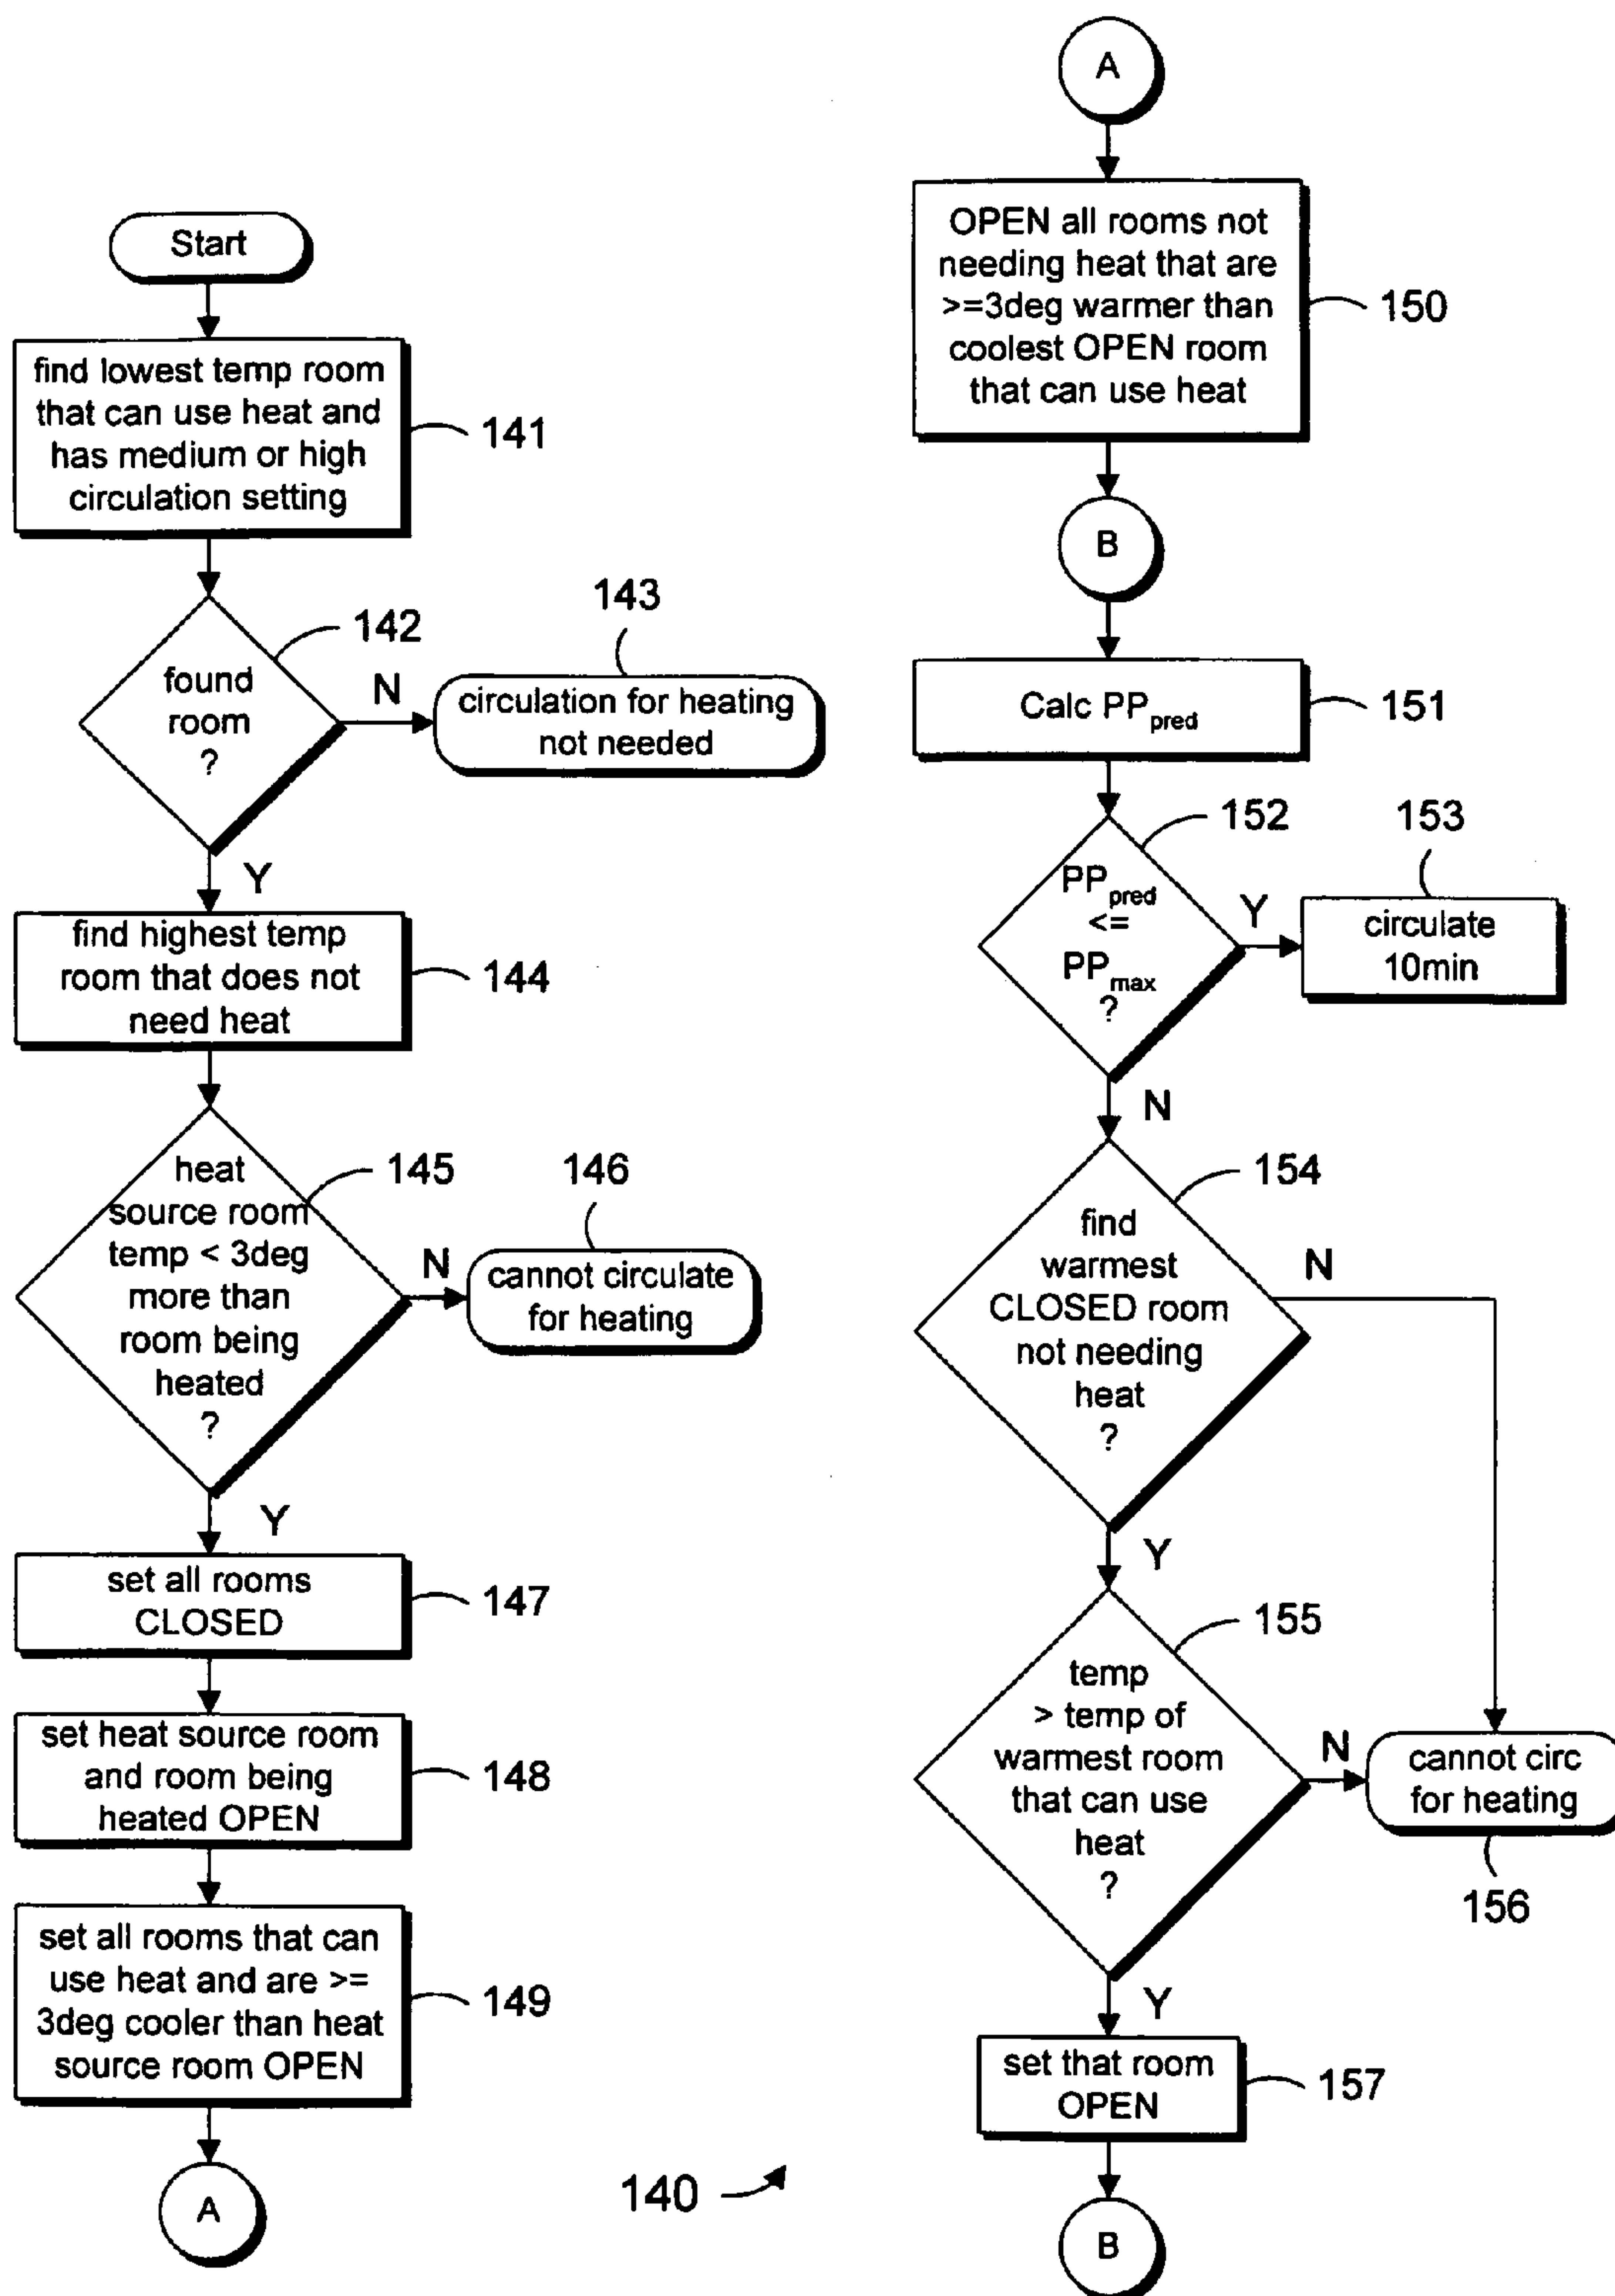 Start
find lowest temp room
that can use heat and
has medium or high
circulation setting
141
142
found
room
?
N
143
circulation for heating
not needed
Y
find highest temp
room that does not
need heat
144
145
heat
source room
temp < 3deg
more than
room being
heated
?
N
146
cannot circulate
for heating
Y
set all rooms
CLOSED
147
set heat source room
and room being
heated OPEN
148
set all rooms that can
use heat and are >=
3deg cooler than heat
source room OPEN
149
A
140
A
OPEN all rooms not
needing heat that are
>=3deg warmer than
coolest OPEN room
that can use heat
150
B
Calc PPpred
151
152
PPpred
<=
PPmax
?
Y
153
circulate
10min
N
154
find
warmest
CLOSED room
not needing
heat
?
N
Y
155
temp
> temp of
warmest room
that can use
heat
?
N
cannot circ
for heating
156
Y
set that room
OPEN
157
B